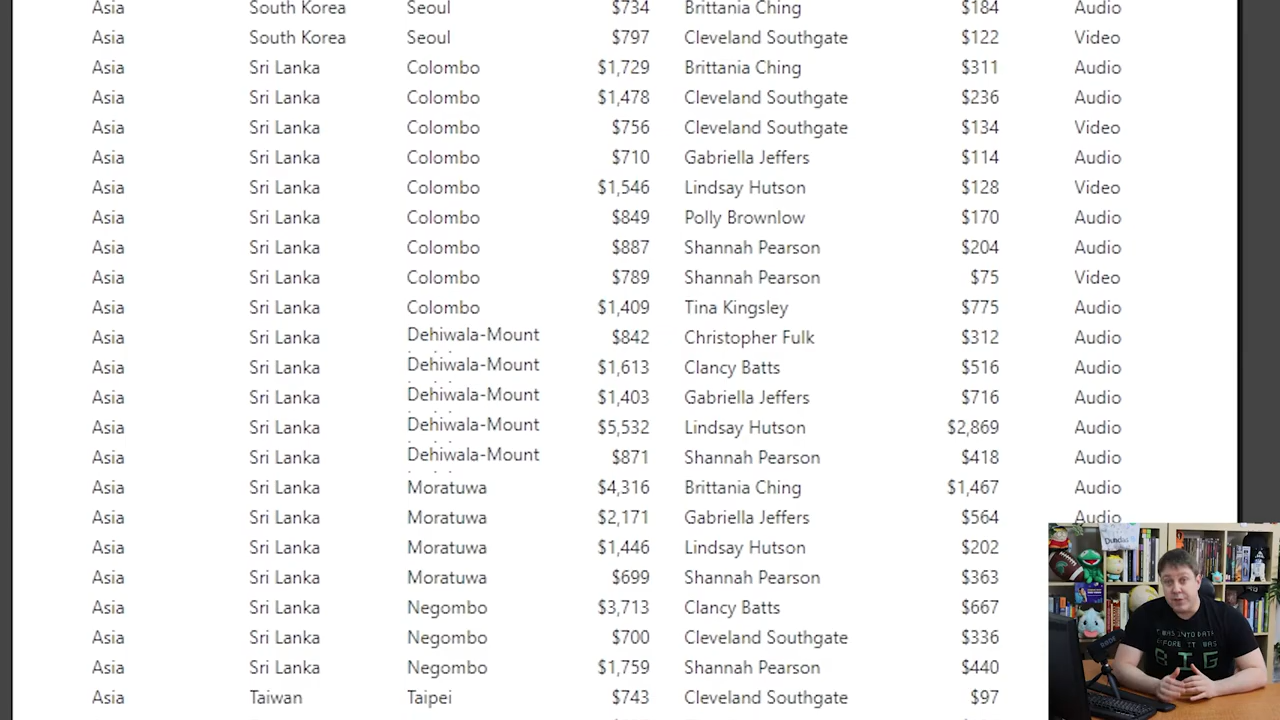 Asia South Korea Seoul $734 Brittania Ching $184 Audio
Asia South Korea Seoul $797 Cleveland Southgate $122 Video
Asia Sri Lanka Colombo $1,729 Brittania Ching $311 Audio
Asia Sri Lanka Colombo $1,478 Cleveland Southgate $236 Audio
Asia Sri Lanka Colombo $756 Cleveland Southgate $134 Video
Asia Sri Lanka Colombo $710 Gabriella Jeffers $114 Audio
Asia Sri Lanka Colombo $1,546 Lindsay Hutson $128 Video
Asia Sri Lanka Colombo $849 Polly Brownlow $170 Audio
Asia Sri Lanka Colombo $887 Shannah Pearson $204 Audio
Asia Sri Lanka Colombo $789 Shannah Pearson $75 Video
Asia Sri Lanka Colombo $1,409 Tina Kingsley $775 Audio
Asia Sri Lanka Dehiwala-Mount $842 Christopher Fulk $312 Audio
Asia Sri Lanka Dehiwala-Mount $1,613 Clancy Batts $516 Audio
Asia Sri Lanka Dehiwala-Mount $1,403 Gabriella Jeffers $716 Audio
Asia Sri Lanka Dehiwala-Mount $5,532 Lindsay Hutson $2,869 Audio
Asia Sri Lanka Dehiwala-Mount $871 Shannah Pearson $418 Audio
Asia Sri Lanka Moratuwa $4,316 Brittania Ching $1,467 Audio
Asia Sri Lanka Moratuwa $2,171 Gabriella Jeffers $564 Audio
Asia Sri Lanka Moratuwa $1,446 Lindsay Hutson $202
Asia Sri Lanka Moratuwa $699 Shannah Pearson $363
Asia Sri Lanka Negombo $3,713 Clancy Batts $667
Asia Sri Lanka Negombo $700 Cleveland Southgate $336
Asia Sri Lanka Negombo $1,759 Shannah Pearson $440
Asia Taiwan Taipei $743 Cleveland Southgate $97
Dundas
I WAS INTO DATA
BEFORE IT WAS
BIG